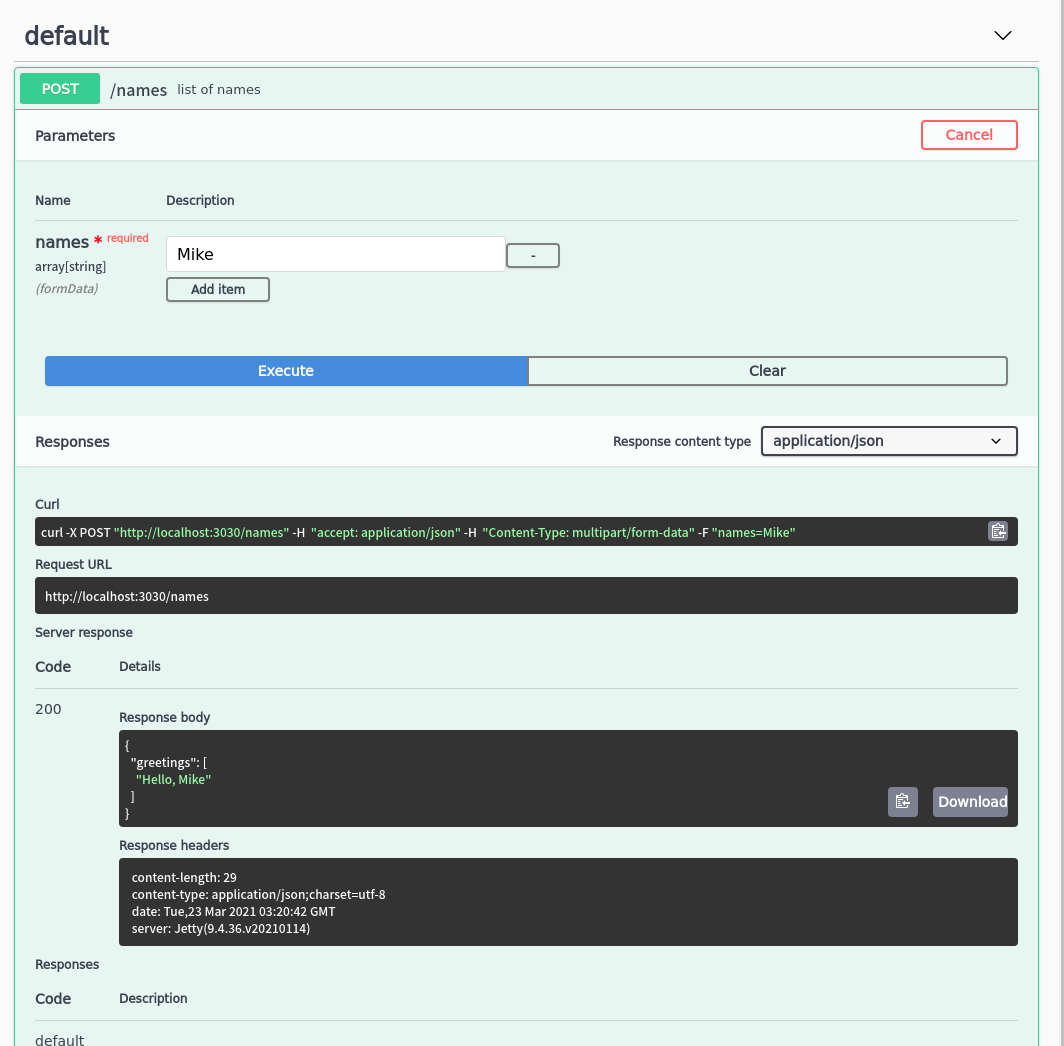 default
POST /names list of names
Parameters Cancel
Name Description
names * required
array[string]
(formData)
Mike -
Add item
Execute Clear
Responses Response content type application/json
Curl
curl -X POST "http://localhost:3030/names" -H  "accept: application/json" -H  "Content-Type: multipart/form-data" -F "names=Mike"
Request URL
http://localhost:3030/names
Server response
Code Details
200
Response body
{
  "greetings": [
    "Hello, Mike"
  ]
}
Download
Response headers
content-length: 29
content-type: application/json;charset=utf-8
date: Tue,23 Mar 2021 03:20:42 GMT
server: Jetty(9.4.36.v20210114)
Responses
Code Description
default